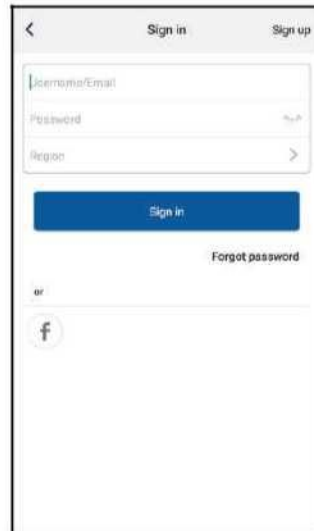 Sign in Sign up
Username/Email
Password
Region
Sign in
Forgot password
or
f